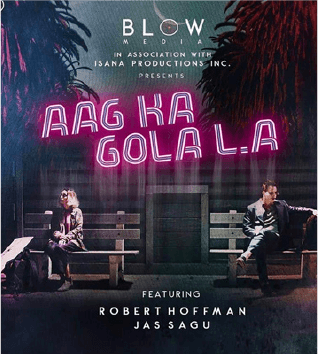 BLOW
MEDIA
IN ASSOCIATION WITH
ISANA PRODUCTIONS INC.
PRESENTS
AAG KA
GOLA L.A
FEATURING
ROBERT HOFFMAN
JAS SAGU